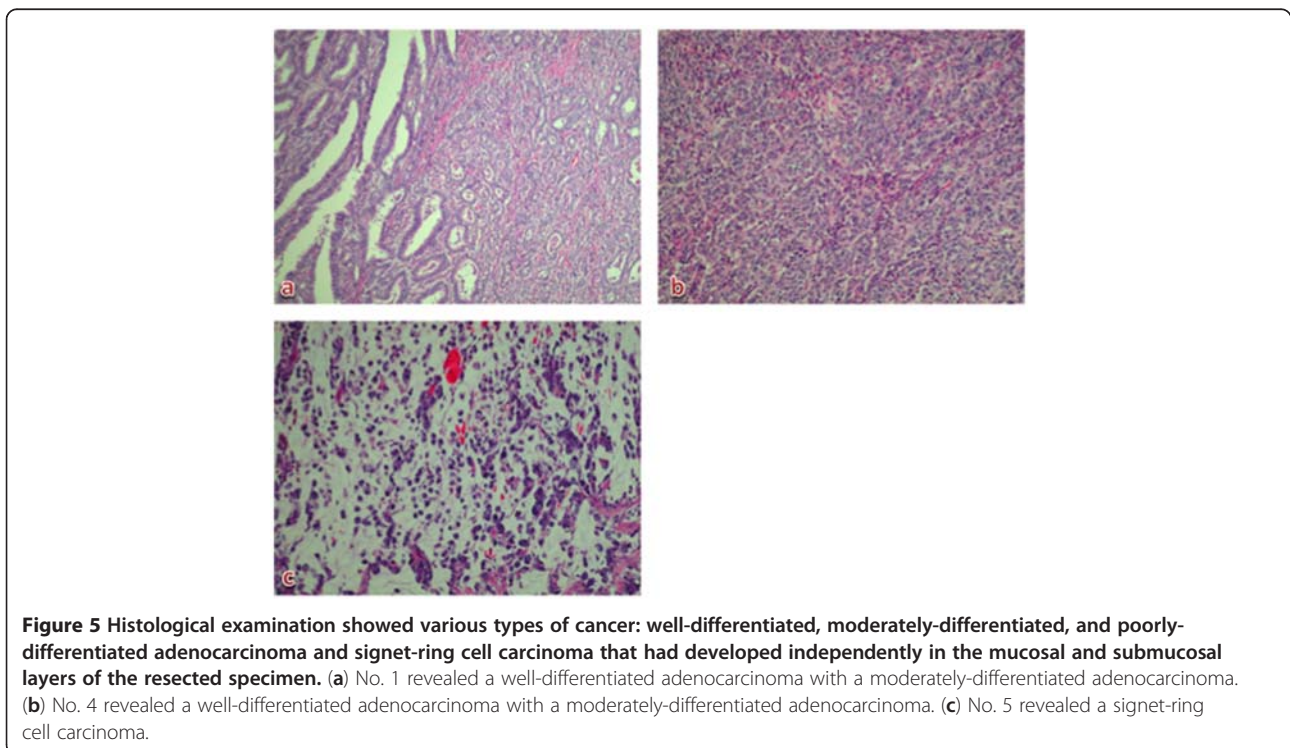 a
b
c
Figure 5 Histological examination showed various types of cancer: well-differentiated, moderately-differentiated, and poorly-
differentiated adenocarcinoma and signet-ring cell carcinoma that had developed independently in the mucosal and submucosal
layers of the resected specimen. (a) No. 1 revealed a well-differentiated adenocarcinoma with a moderately-differentiated adenocarcinoma.
(b) No. 4 revealed a well-differentiated adenocarcinoma with a moderately-differentiated adenocarcinoma. (c) No. 5 revealed a signet-ring
cell carcinoma.